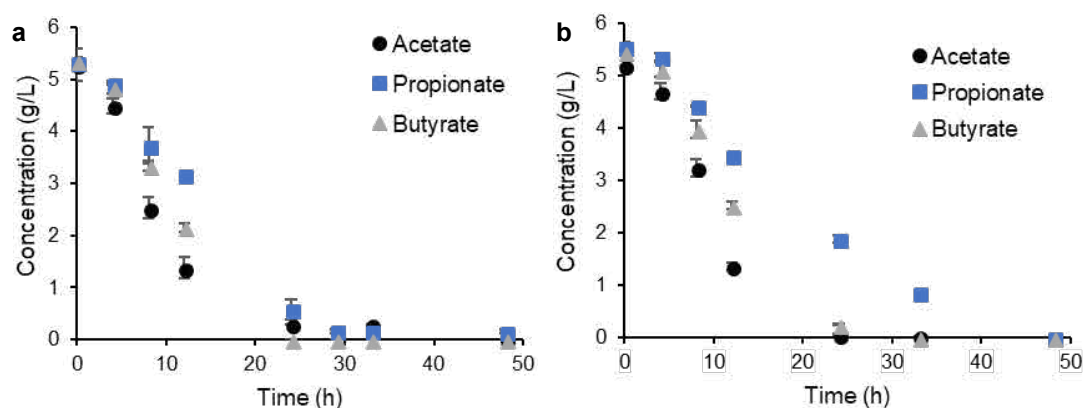 a
6
5
4
3
2
1
0
Concentration (g/L)
Acetate
Propionate
Butyrate
0 10 20 30 40 50
Time (h)
b
6
5
4
3
2
1
0
Concentration (g/L)
Acetate
Propionate
Butyrate
0 10 20 30 40 50
Time (h)